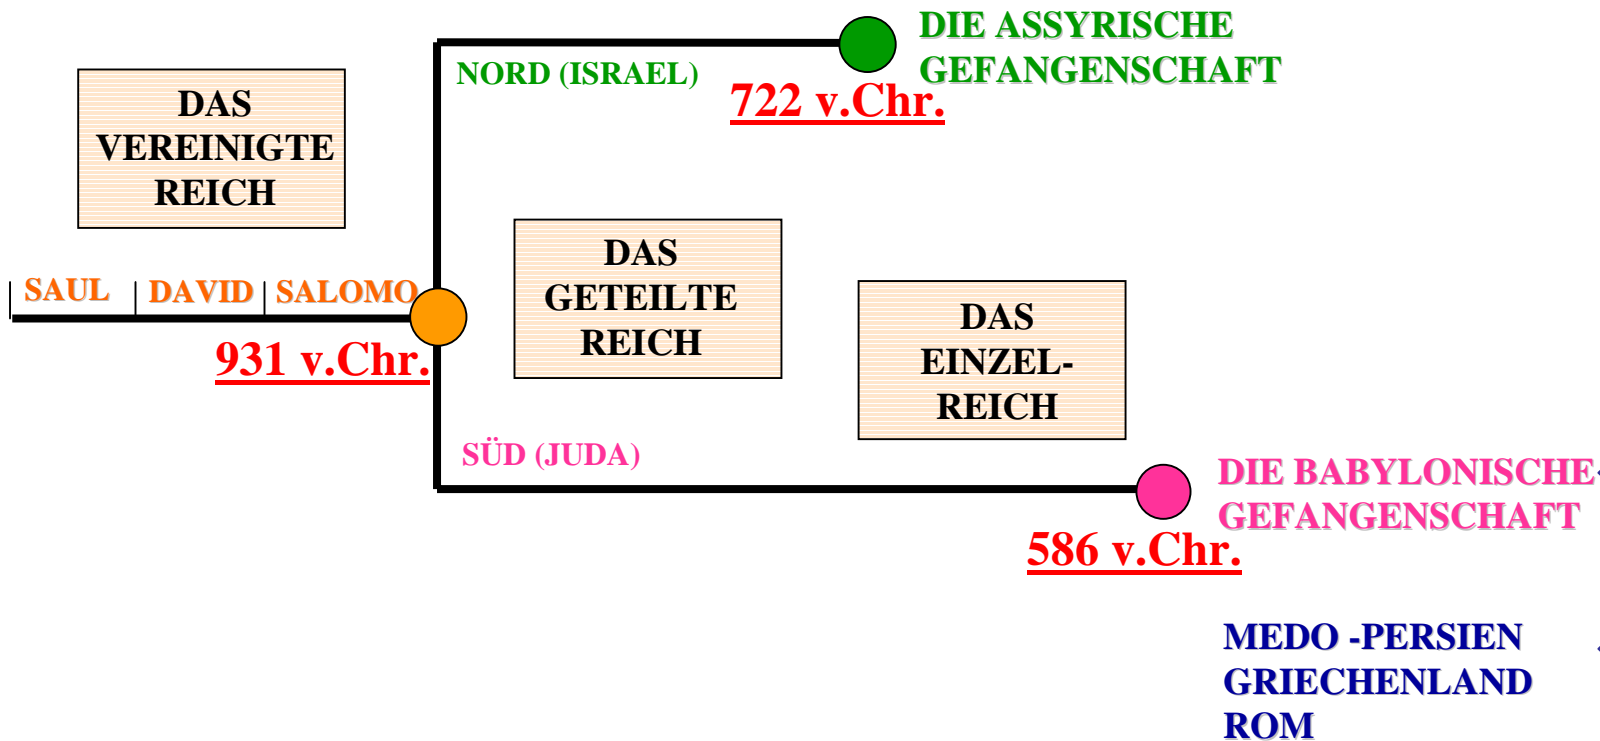 DIE ASSYRISCHE
GEFANGENSCHAFT
NORD (ISRAEL)
722 v.Chr.
DAS
VEREINIGTE
REICH
SAUL
DAVID
SALOMO
931 v.Chr.
DAS
GETEILTE
REICH
DAS
EINZEL-
REICH
SÜD (JUDA)
DIE BABYLONISCHE
GEFANGENSCHAFT
586 v.Chr.
MEDO -PERSIEN
GRIECHENLAND
ROM